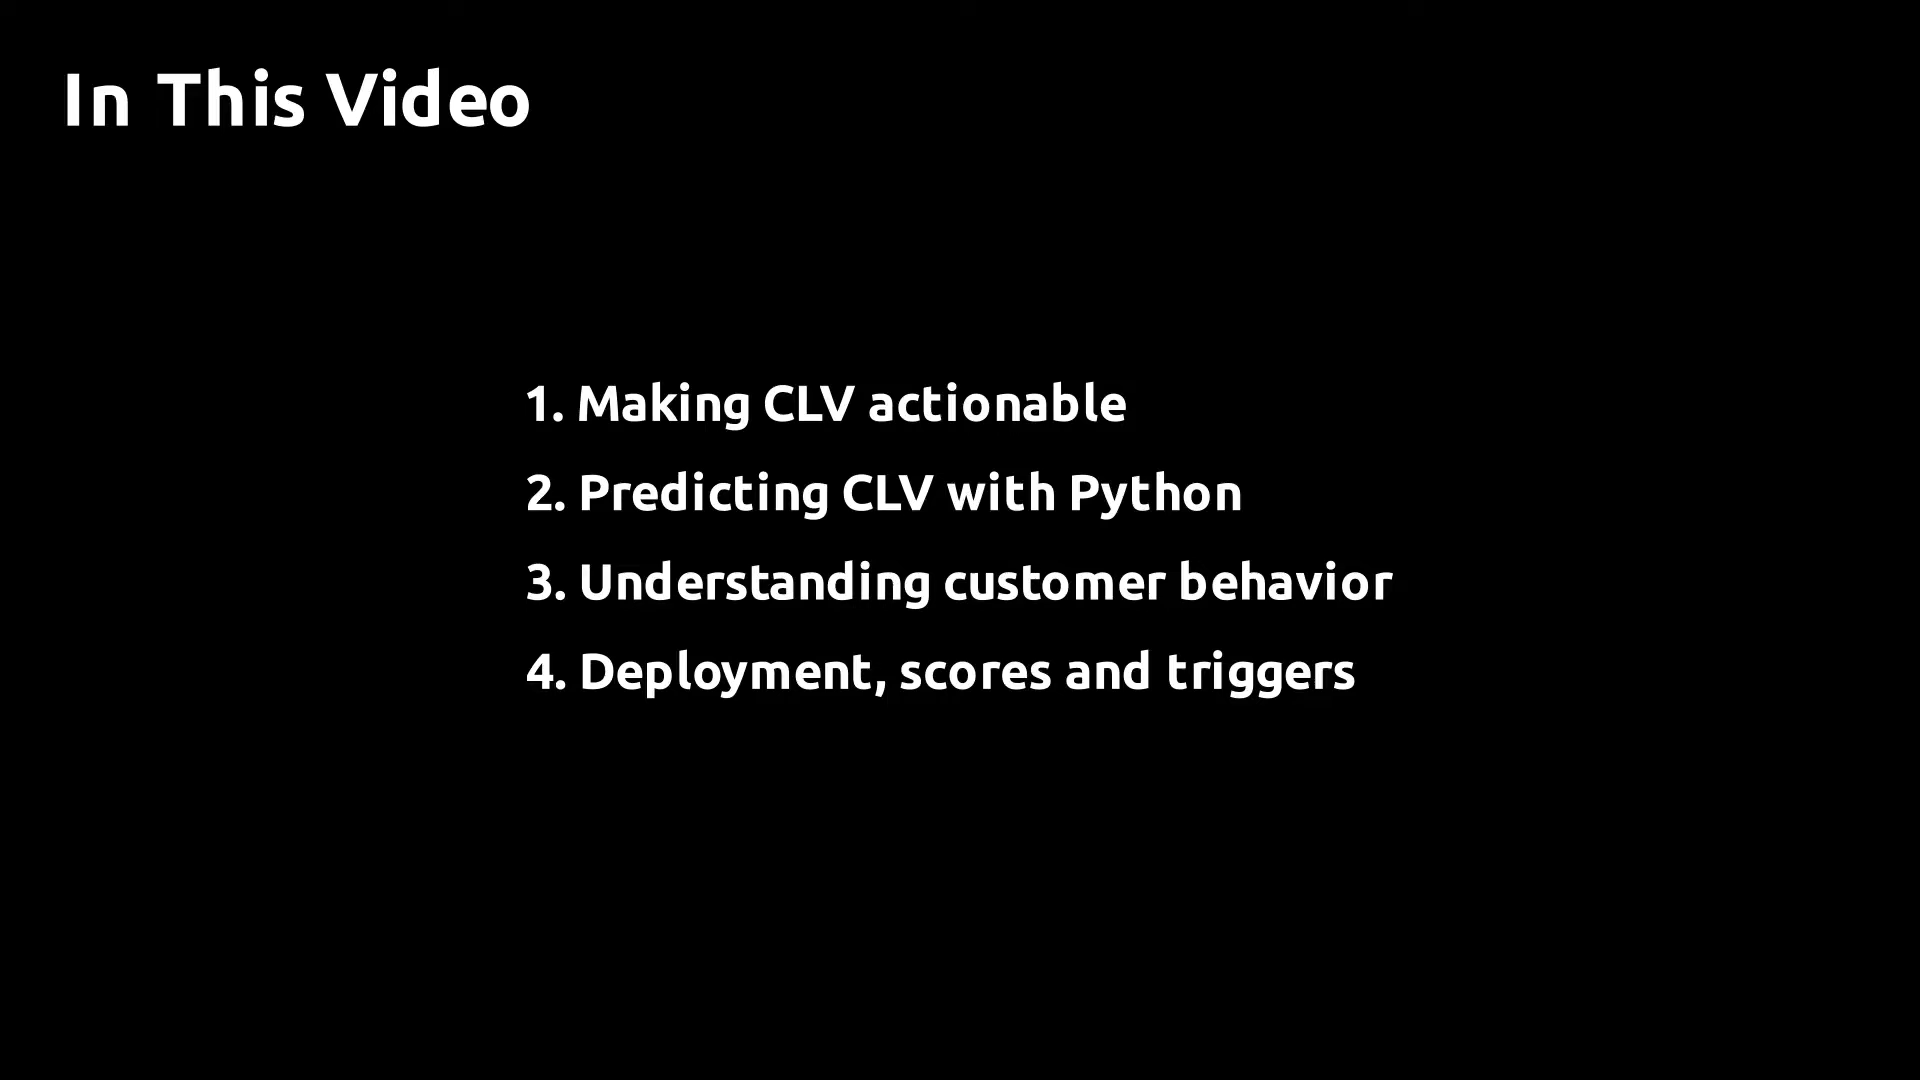 In This Video
1. Making CLV actionable
2. Predicting CLV with Python
3. Understanding customer behavior
4. Deployment, scores and triggers